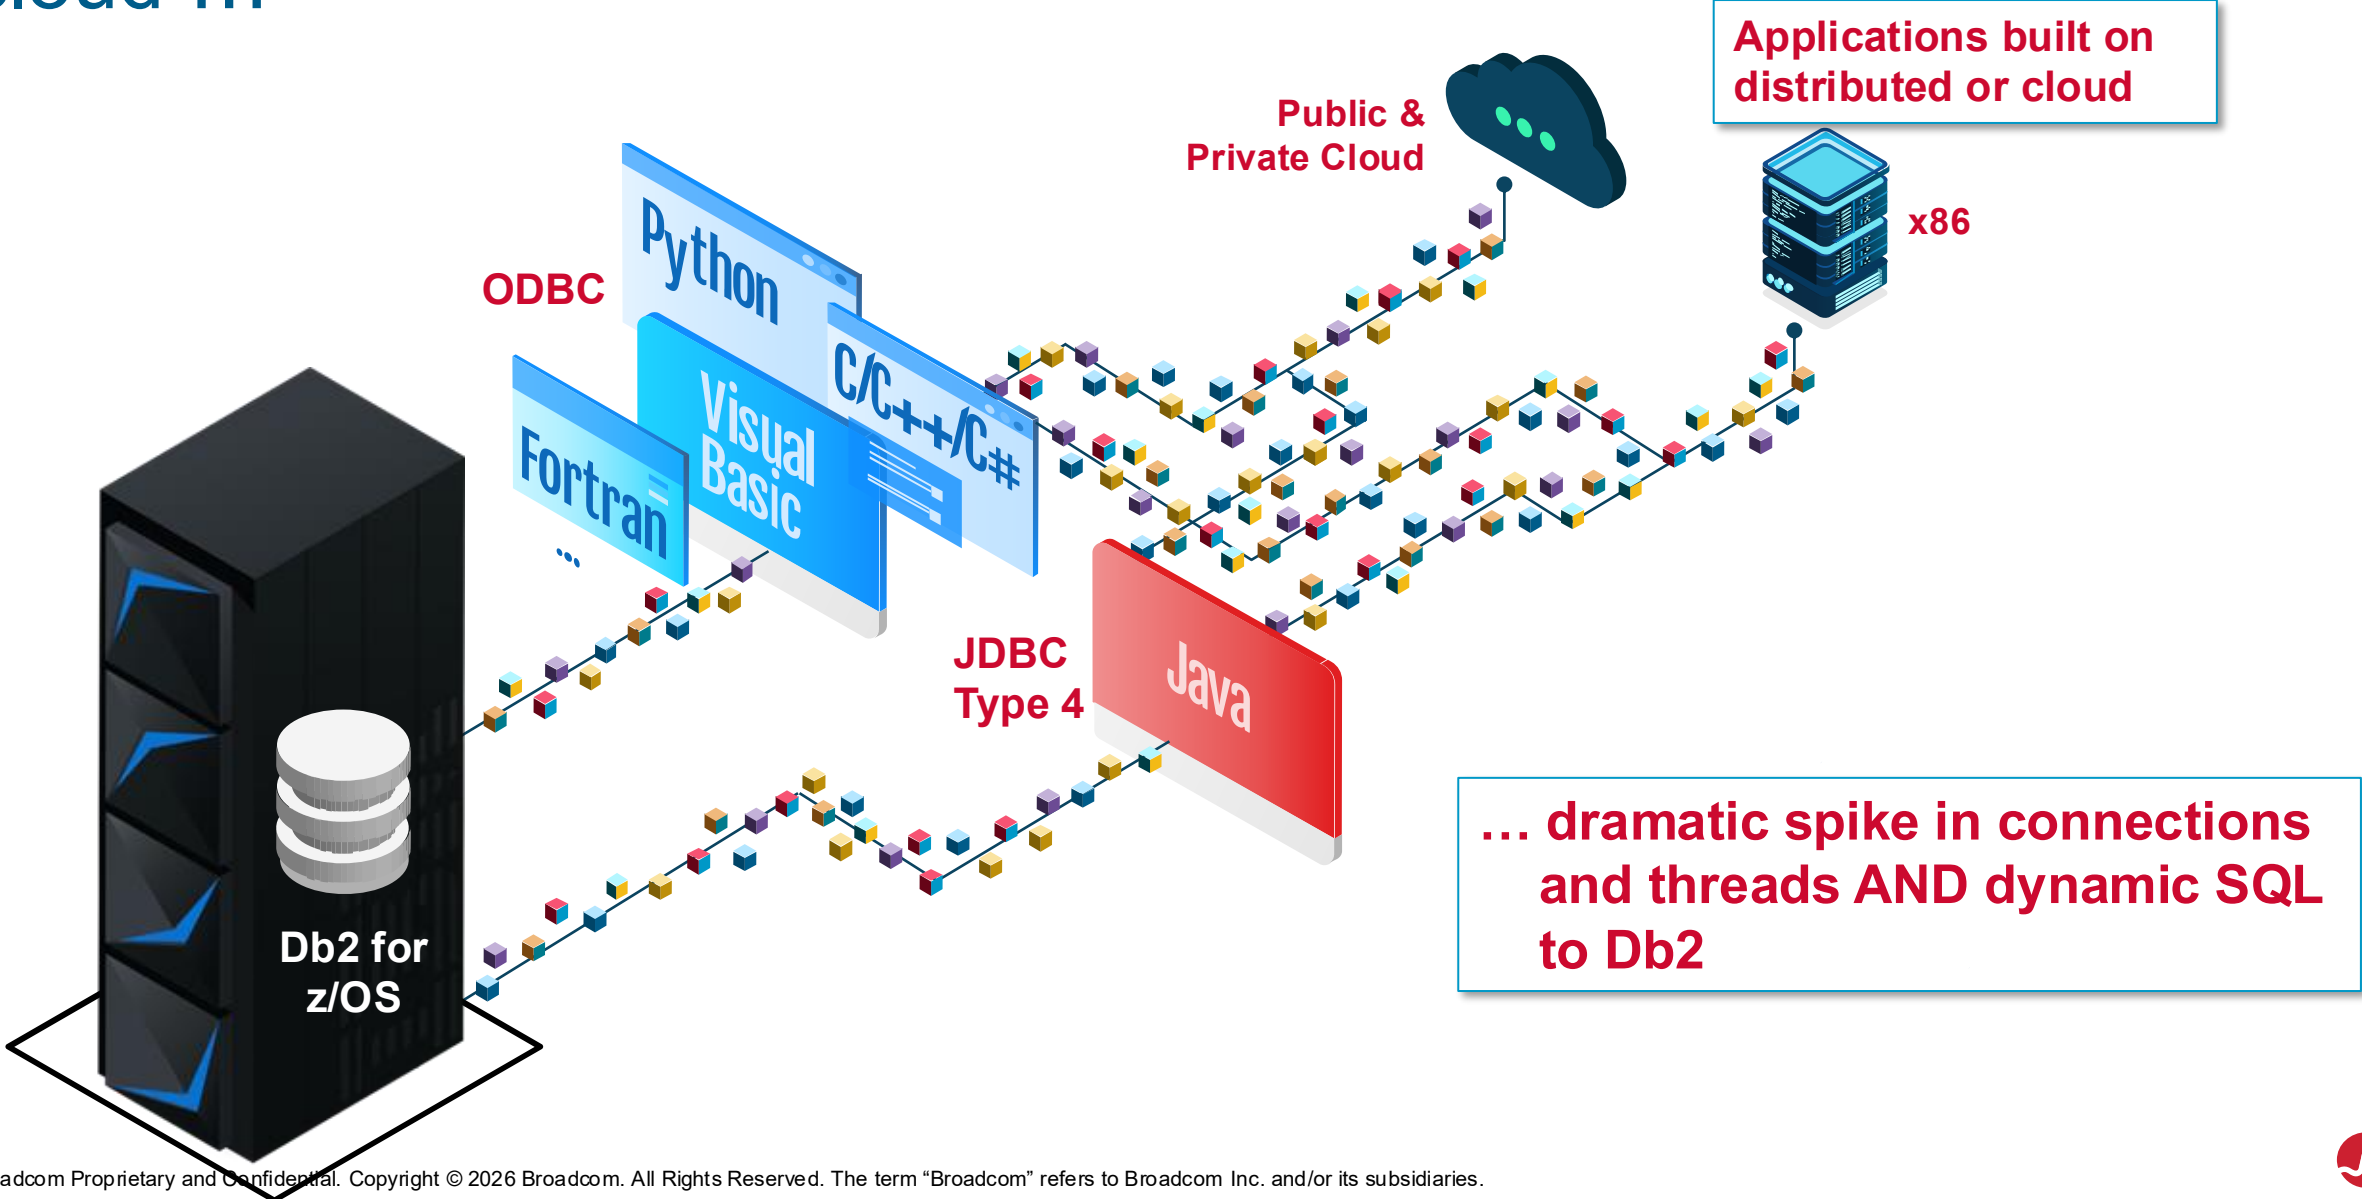 Applications built on
distributed or cloud
Public &
Private Cloud
x86
ODBC
Python
C/C++/C#
Visual
Basic
Fortran
...
JDBC
Type 4
Java
... dramatic spike in connections
and threads AND dynamic SQL
to Db2
Db2 for
z/OS
adcom Proprietary and Confidential. Copyright © 2026 Broadcom. All Rights Reserved. The term “Broadcom” refers to Broadcom Inc. and/or its subsidiaries.